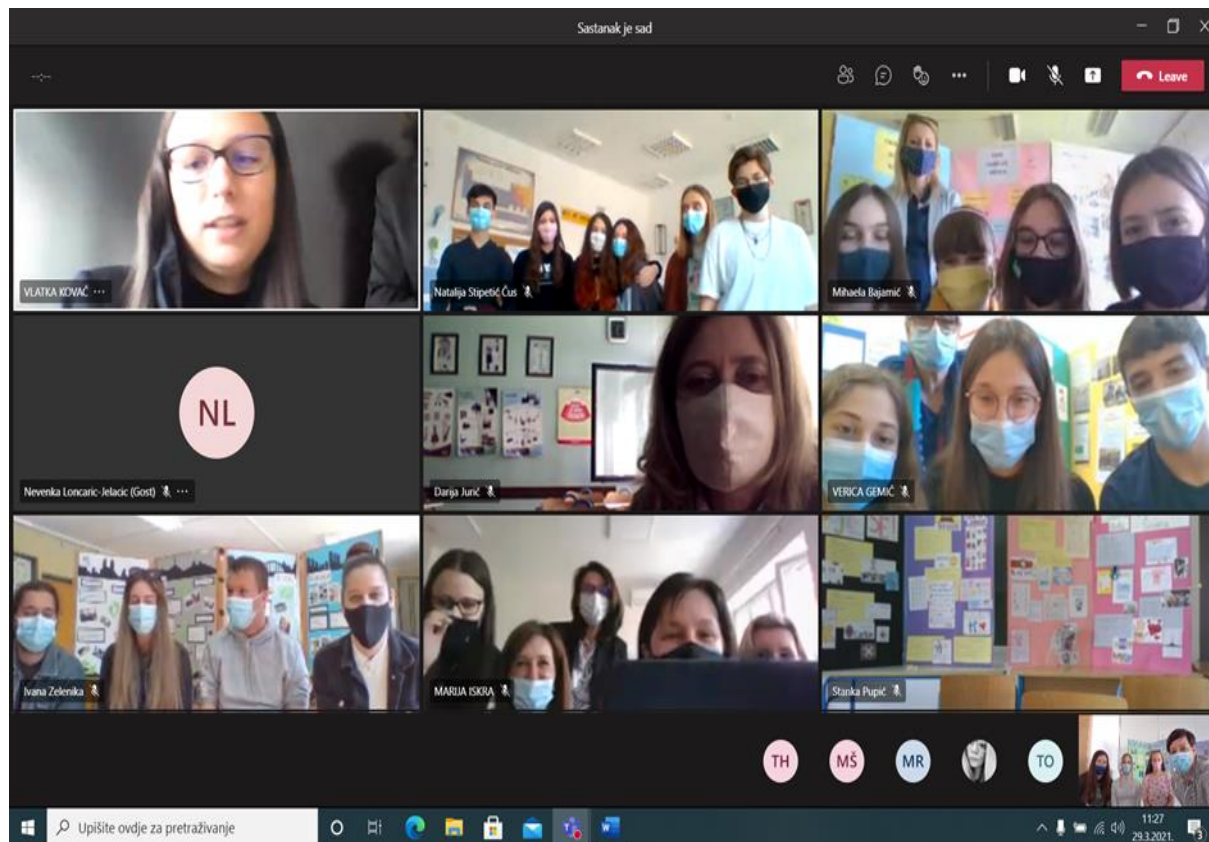 Sastanak je sad
--:--
Leave
VLATKA KOVAČ
Natalija Stipetić Čus
Mihaela Bajamić
NL
Nevenka Loncaric-Jelacic (Gost)
Darija Jurić
VERICA GEMIĆ
Ivana Zelenika
MARIJA ISKRA
Stanka Pupić
TH
MŠ
MR
TO
Upišite ovdje za pretraživanje
11:27
29.3.2021.
3